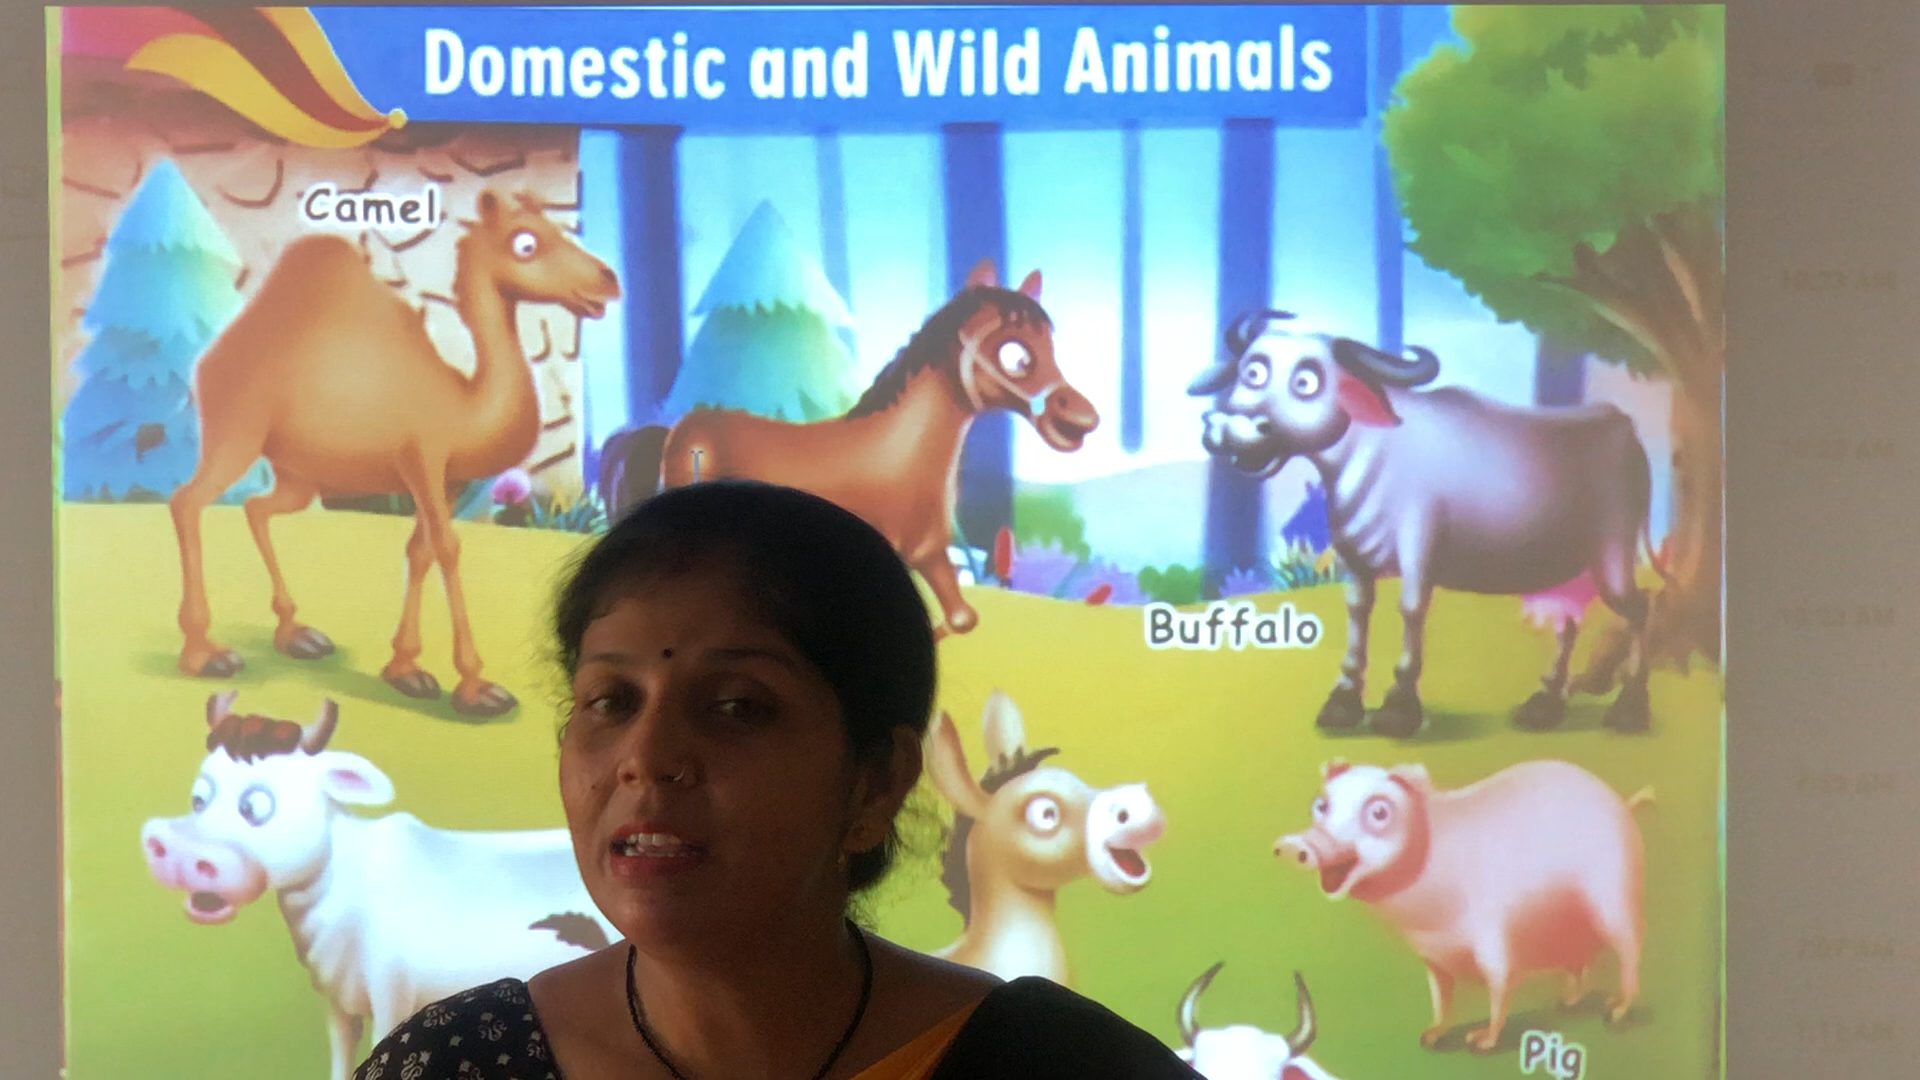 Domestic and Wild Animals
Camel
Buffalo
Pig